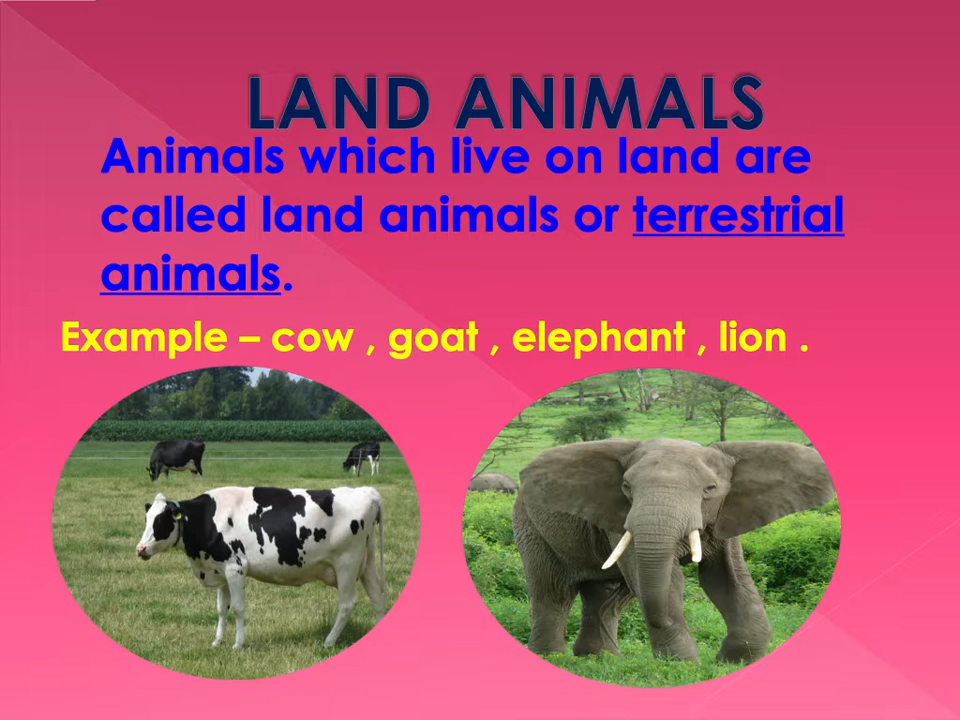 LAND ANIMALS
Animals which live on land are
called land animals or terrestrial
animals.
Example – cow , goat , elephant , lion .